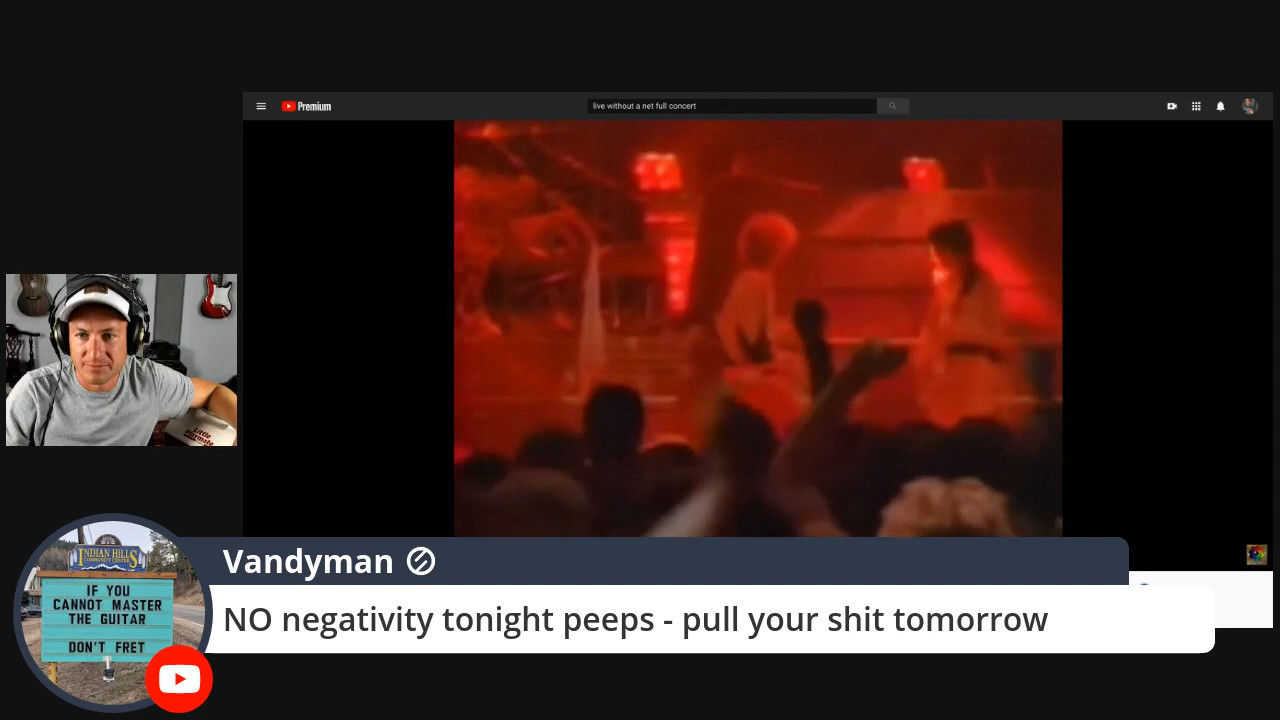 Premium
live without a net full concert
Vandyman
NO negativity tonight peeps - pull your shit tomorrow
INDIAN HILLS
COMMUNITY CENTER
IF YOU
CANNOT MASTER
THE GUITAR
DON'T FRET